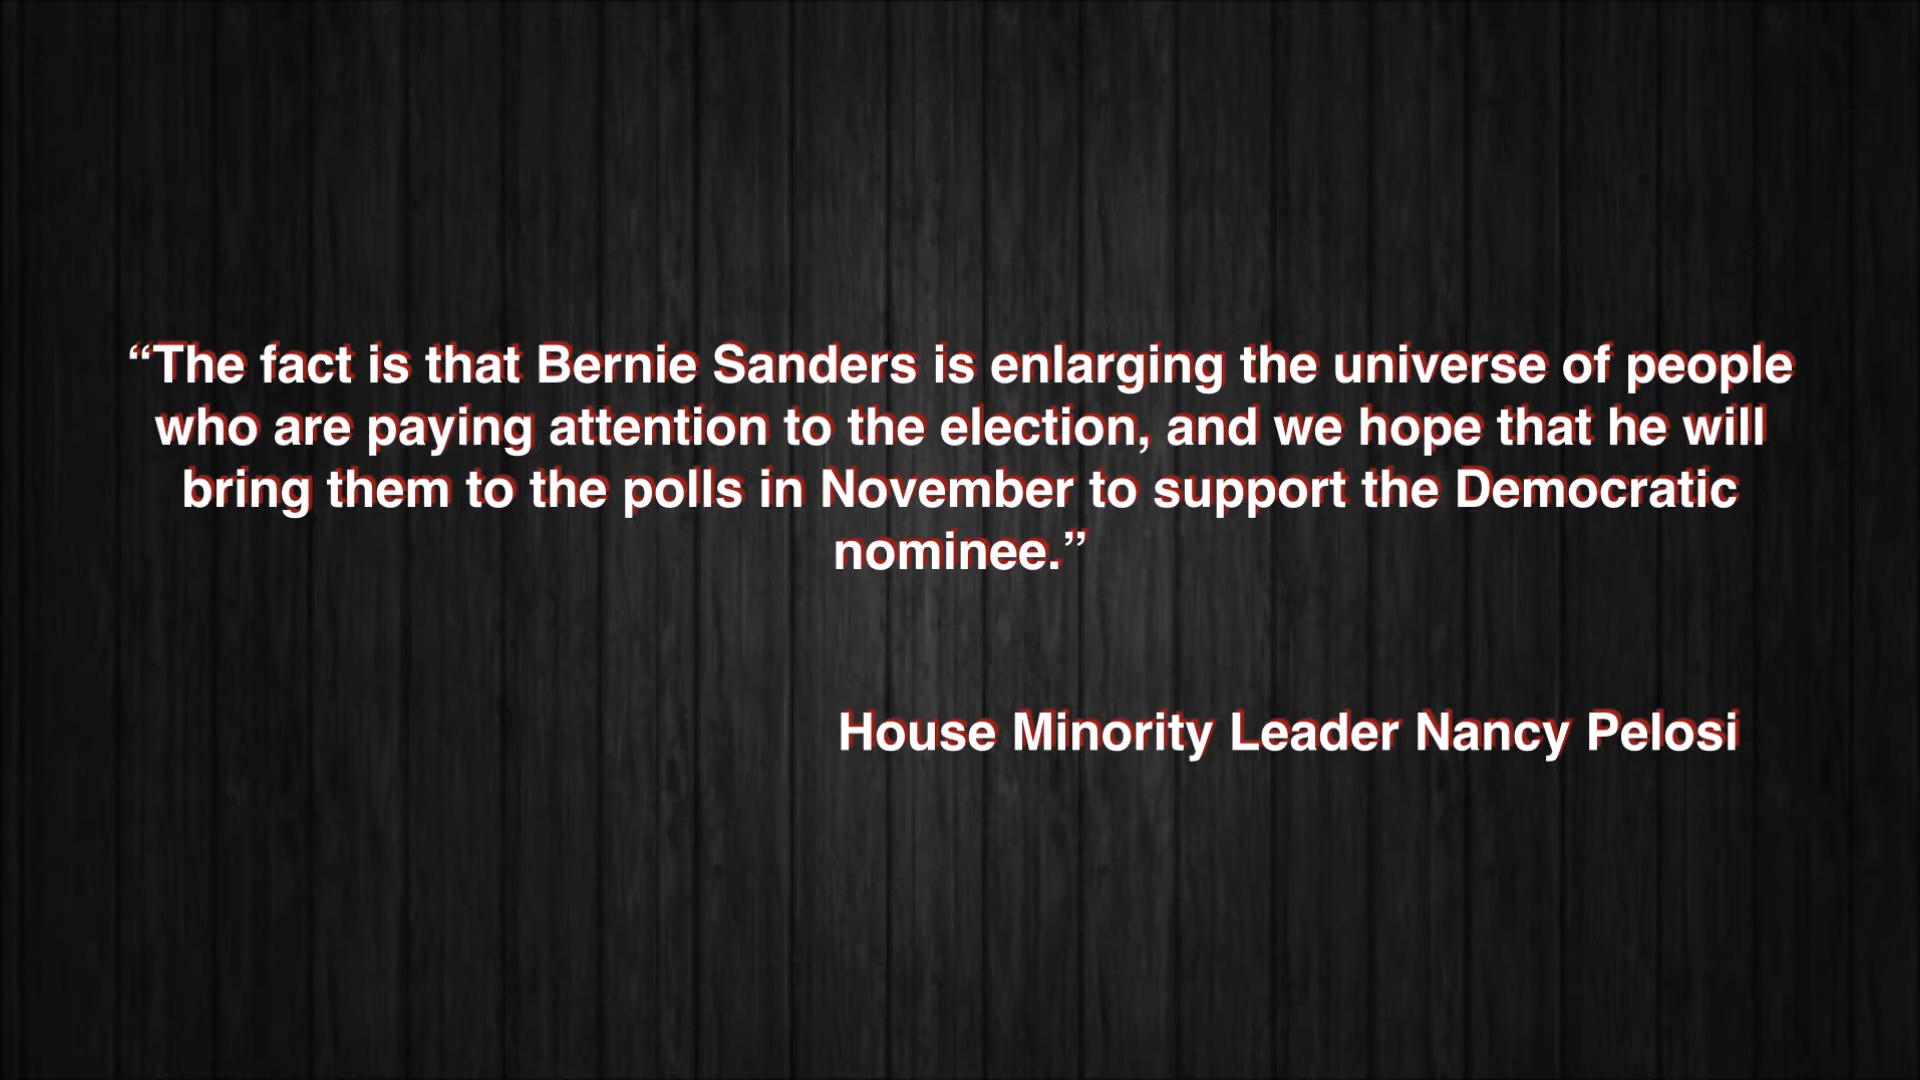 “The fact is that Bernie Sanders is enlarging the universe of people
who are paying attention to the election, and we hope that he will
bring them to the polls in November to support the Democratic
nominee.”
House Minority Leader Nancy Pelosi